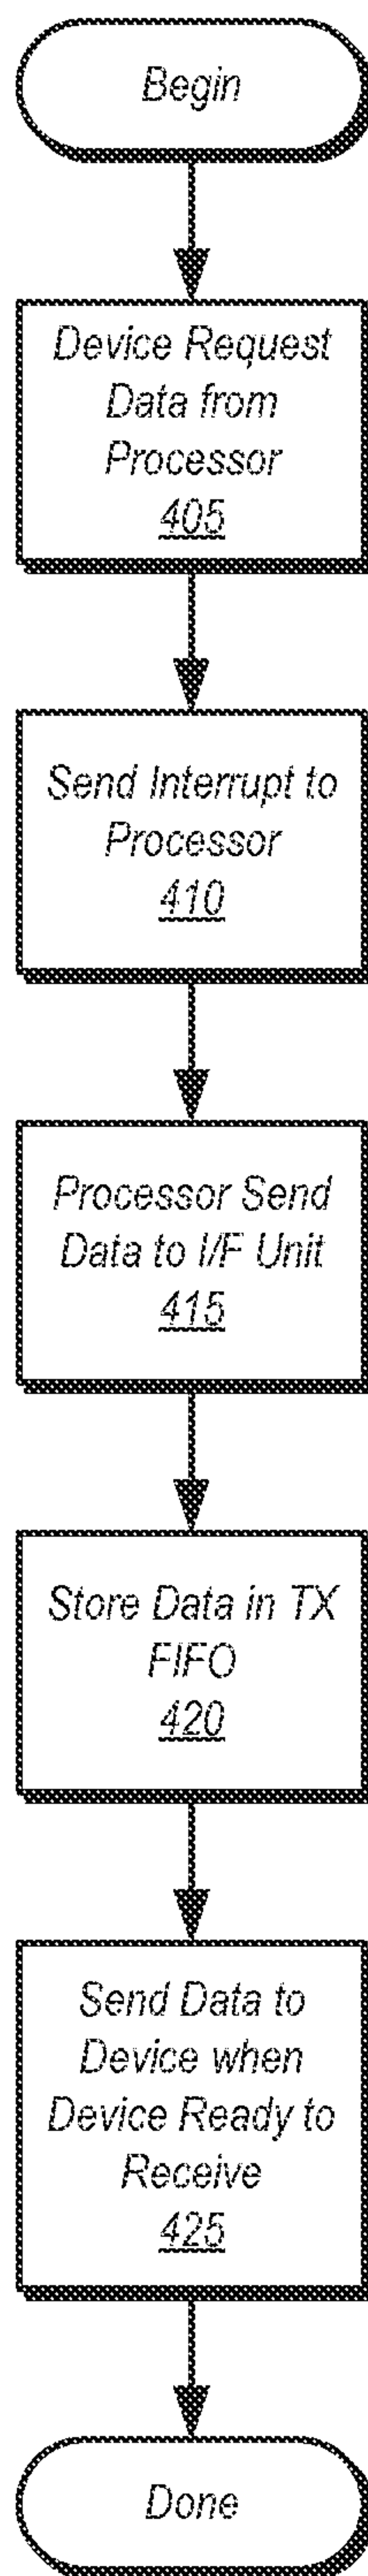 Begin
Device Request
Data from
Processor
405
Send Interrupt to
Processor
410
Processor Send
Data to I/F Unit
415
Store Data in TX
FIFO
420
Send Data to
Device when
Device Ready to
Receive
425
Done